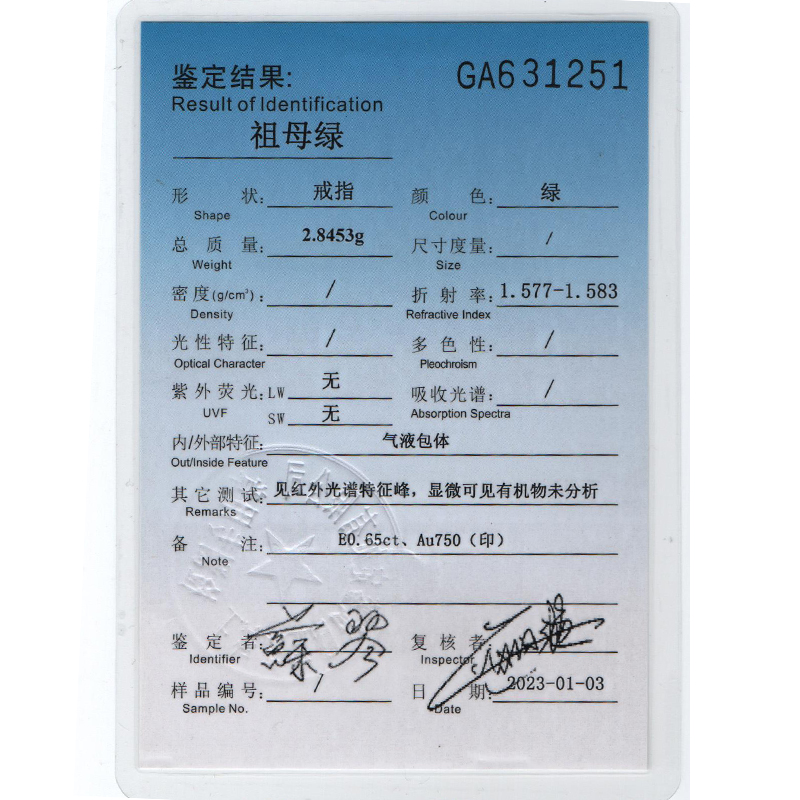 鉴定结果: GA631251
Result of Identification
祖母绿
形 状: 戒指 颜 色: 绿
Shape Colour
总 质 量: 2.8453g 尺寸度量: /
Weight Size
密 度(g/cm³): / 折 射 率: 1.577-1.583
Density Refractive Index
光性特征: / 多 色 性: /
Optical Character Pleochroism
紫外荧光: LW 无 吸收光谱: /
UVF SW 无 Absorption Spectra
内/外部特征: 气液包体
Out/Inside Feature
其它测试: 见红外光谱特征峰，显微可见有机物未分析
Remarks
备 注: E0.65ct、Au750（印）
Note
鉴 定 者: 复 核 者:
Identifier Inspector
样品编号: 日 期: 2023-01-03
Sample No. Date